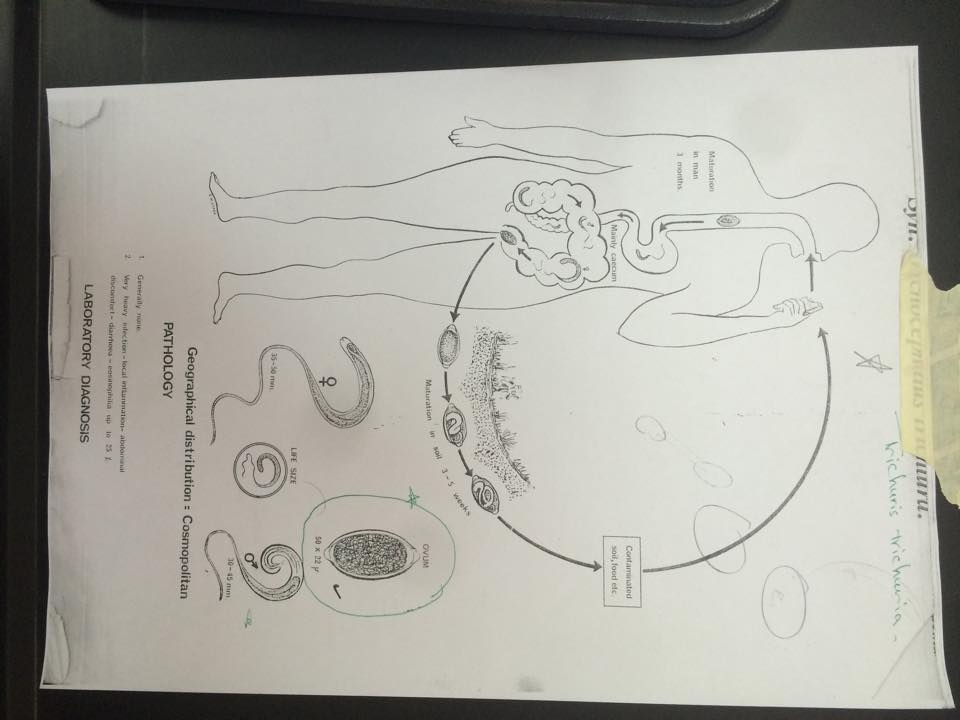 Syn.
trichuris trichuria -
Maturation
in man
3 months
Mainly caecum
Contaminated
soil, food etc.
Maturation in soil 3-5 weeks
OVUM
50 x 22 µ
LIFE SIZE
♀
35-50 mm.
♂
30-45 mm
Geographical distribution : Cosmopolitan
PATHOLOGY
1. Generally none.
2. Very heavy infection - local inflammation - abdominal
discomfort - diarrhoea - eosinophilia up to 25 %
LABORATORY DIAGNOSIS